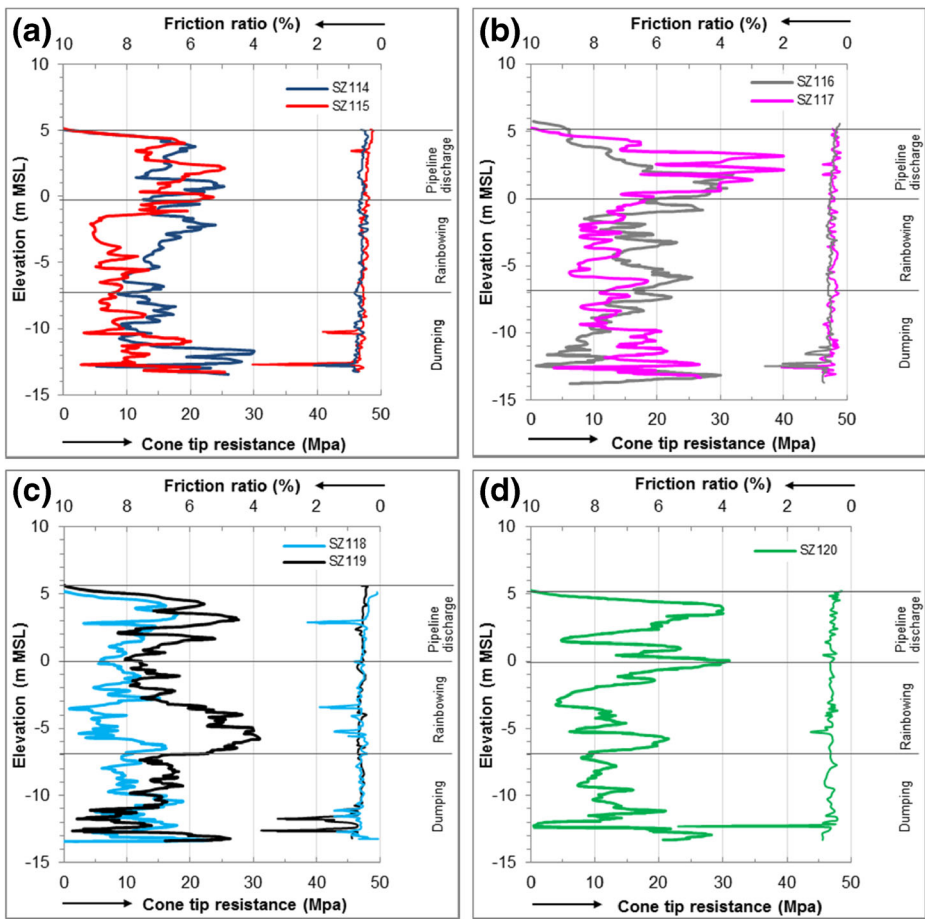 (a)
Friction ratio (%)
10 8 6 4 2 0
SZ114
SZ115
Elevation (m MSL)
10
5
0
-5
-10
-15
Pipeline
discharge
Rainbowing
Dumping
0 10 20 30 40 50
Cone tip resistance (Mpa)
(b)
Friction ratio (%)
10 8 6 4 2 0
SZ116
SZ117
Elevation (m MSL)
10
5
0
-5
-10
-15
Pipeline
discharge
Rainbowing
Dumping
0 10 20 30 40 50
Cone tip resistance (Mpa)
(c)
Friction ratio (%)
10 8 6 4 2 0
SZ118
SZ119
Elevation (m MSL)
10
5
0
-5
-10
-15
Pipeline
discharge
Rainbowing
Dumping
0 10 20 30 40 50
Cone tip resistance (Mpa)
(d)
Friction ratio (%)
10 8 6 4 2 0
SZ120
Elevation (m MSL)
10
5
0
-5
-10
-15
Pipeline
discharge
Rainbowing
Dumping
0 10 20 30 40 50
Cone tip resistance (Mpa)